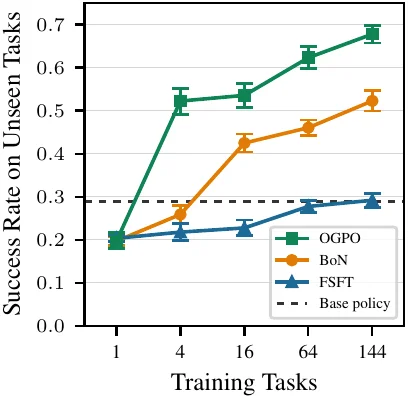 Success Rate on Unseen Tasks
0.7
0.6
0.5
0.4
0.3
0.2
0.1
0.0
OGPO
BoN
FSFT
Base policy
1 4 16 64 144
Training Tasks